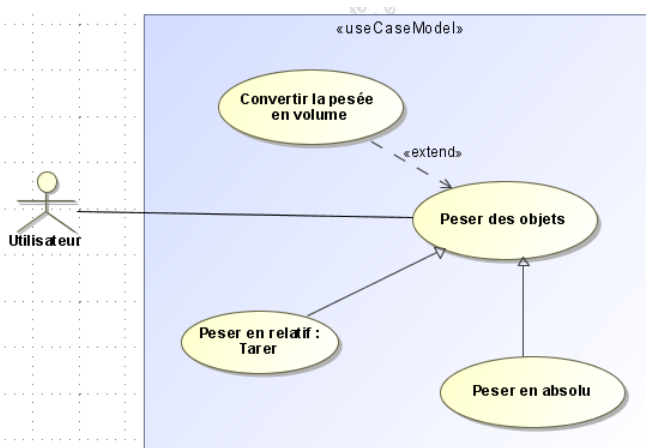 «useCaseModel»
Convertir la pesée
en volume
«extend»
Peser des objets
Utilisateur
Peser en relatif :
Tarer
Peser en absolu